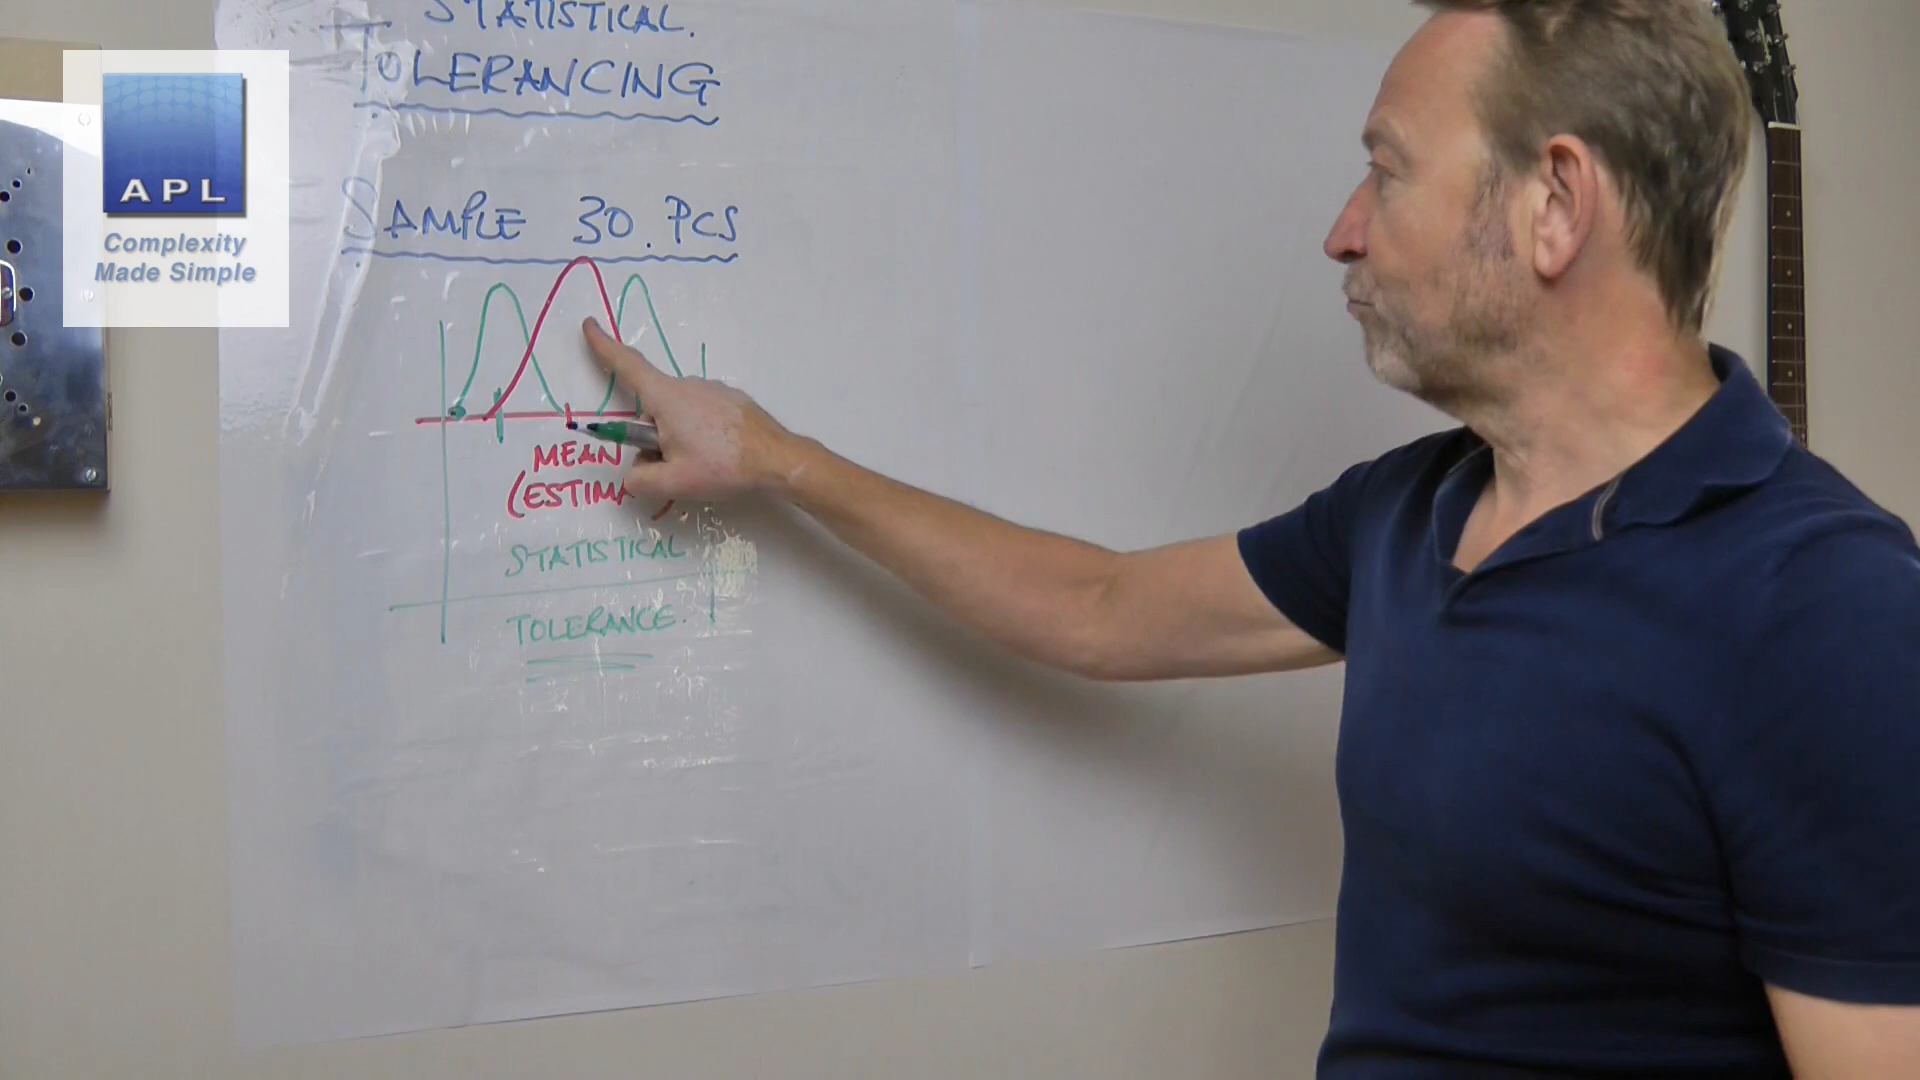 STATISTICAL.
TOLERANCING
SAMPLE 30. PCS
APL
Complexity
Made Simple
MEAN
(ESTIMA
STATISTICAL
TOLERANCE.